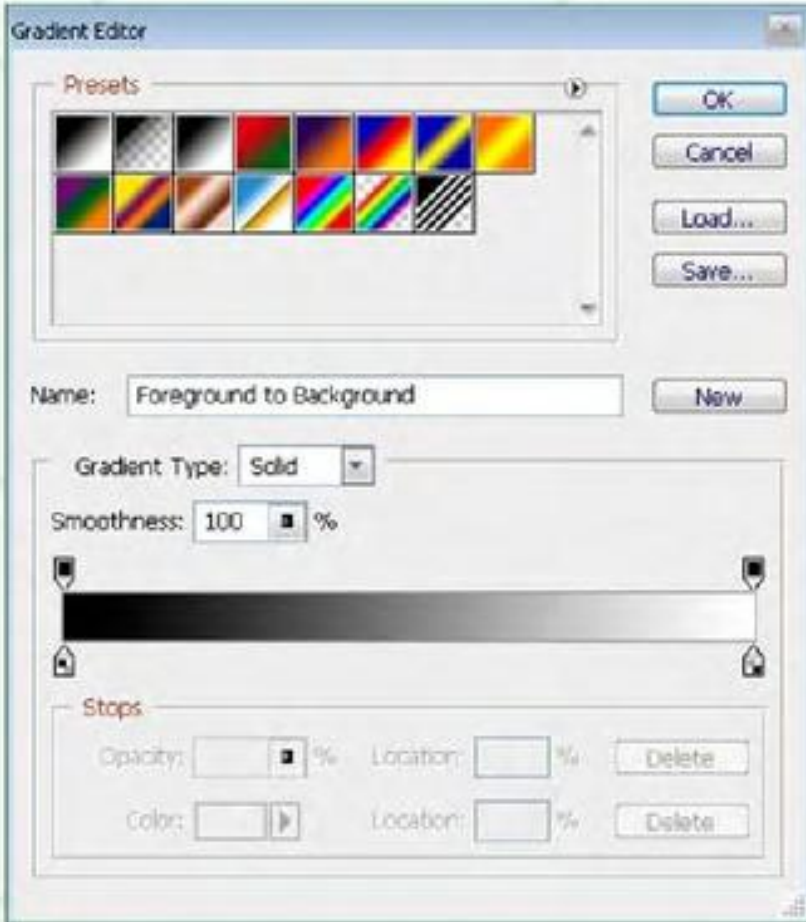 Gradient Editor
Presets
OK
Cancel
Load...
Save...
Name: Foreground to Background New
Gradient Type: Solid
Smoothness: 100 %
Stops
Opacity: % Location: % Delete
Color: Location: % Delete